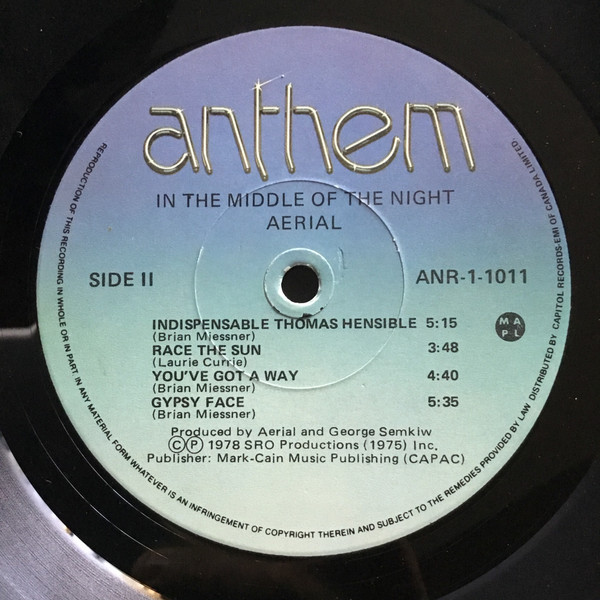 anthem
IN THE MIDDLE OF THE NIGHT
AERIAL
SIDE II
ANR-1-1011
INDISPENSABLE THOMAS HENSIBLE 5:15
(Brian Miessner)
RACE THE SUN 3:48
(Laurie Currie)
YOU'VE GOT A WAY 4:40
(Brian Miessner)
GYPSY FACE 5:35
(Brian Miessner)
M A
P L
Produced by Aerial and George Semkiw
©℗ 1978 SRO Productions (1975) Inc.
Publisher: Mark-Cain Music Publishing (CAPAC)
REPRODUCTION OF THIS RECORDING IN WHOLE OR IN PART, IN ANY MATERIAL FORM WHATEVER IS AN INFRINGEMENT OF COPYRIGHT THEREIN AND SUBJECT TO THE REMEDIES PROVIDED BY LAW DISTRIBUTED BY CAPITOL RECORDS-EMI OF CANADA LIMITED.